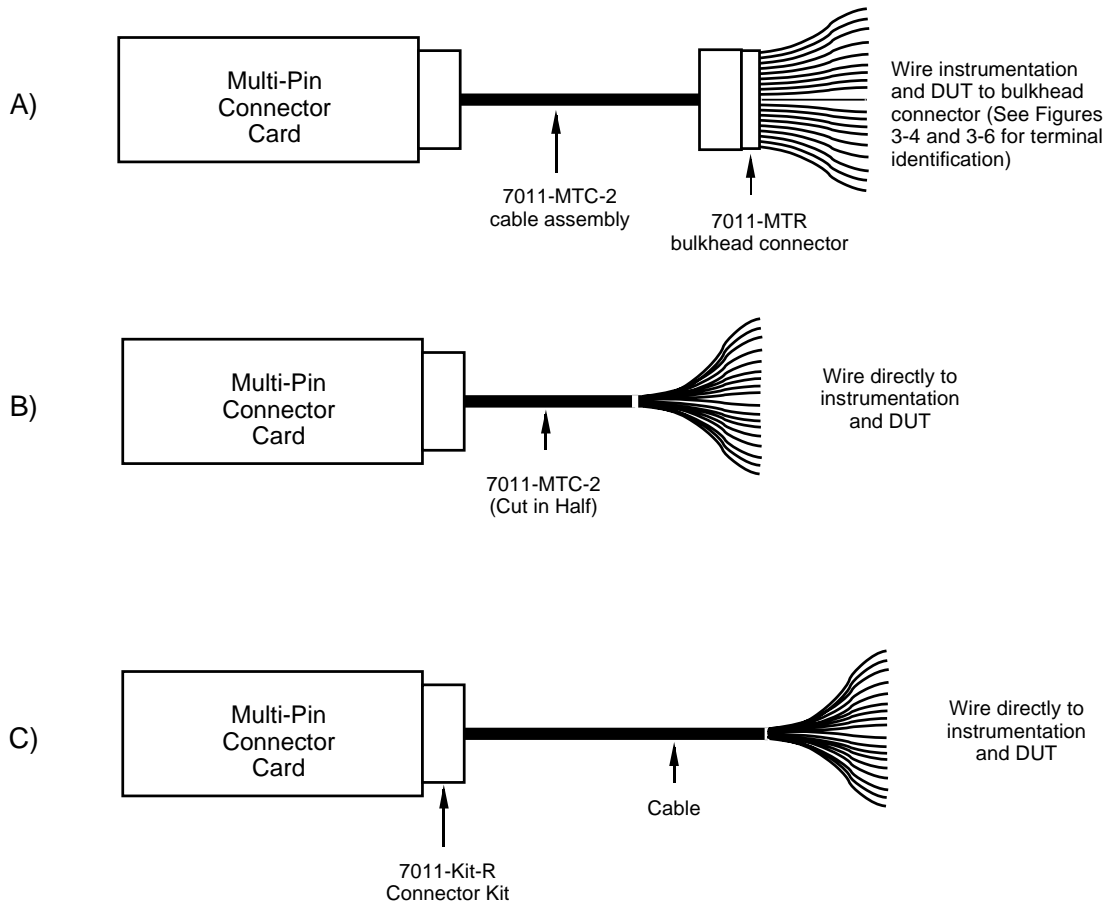 A)
Multi-Pin
Connector
Card
7011-MTC-2
cable assembly
7011-MTR
bulkhead connector
Wire instrumentation
and DUT to bulkhead
connector (See Figures
3-4 and 3-6 for terminal
identification)
B)
Multi-Pin
Connector
Card
7011-MTC-2
(Cut in Half)
Wire directly to
instrumentation
and DUT
C)
Multi-Pin
Connector
Card
7011-Kit-R
Connector Kit
Cable
Wire directly to
instrumentation
and DUT